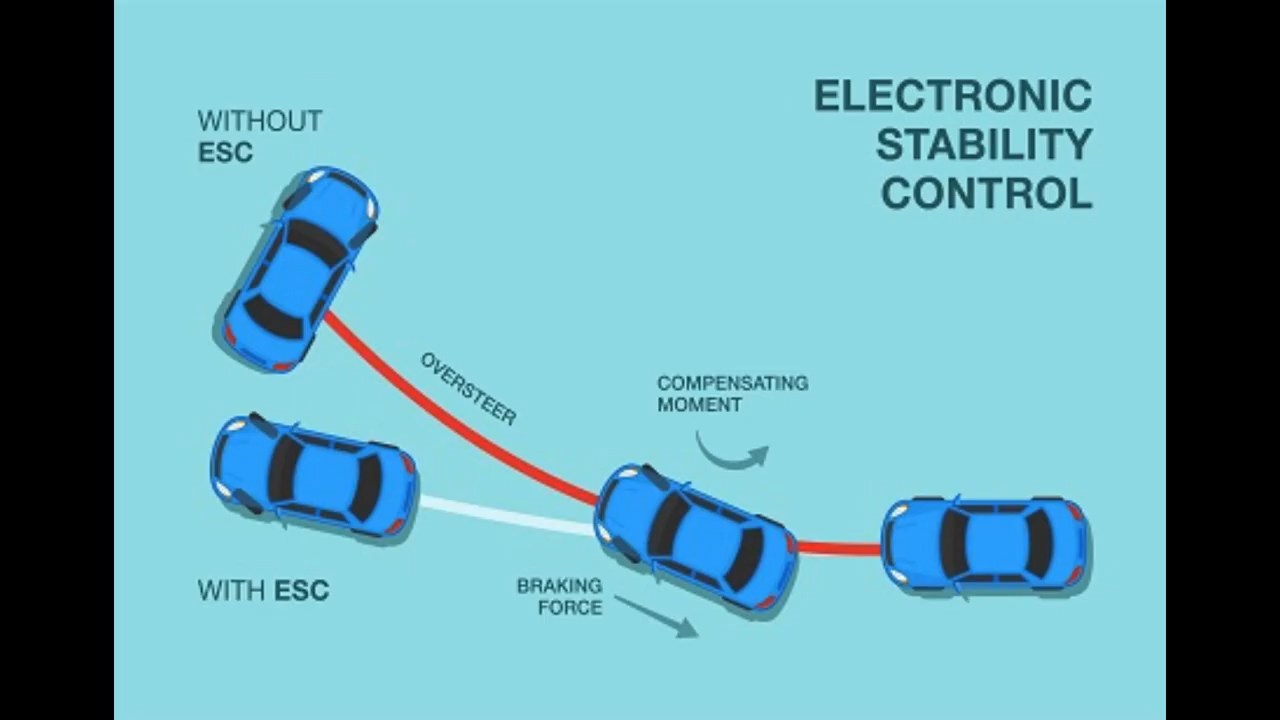 ELECTRONIC
STABILITY
CONTROL
WITHOUT
ESC
OVERSTEER
COMPENSATING
MOMENT
BRAKING
FORCE
WITH ESC